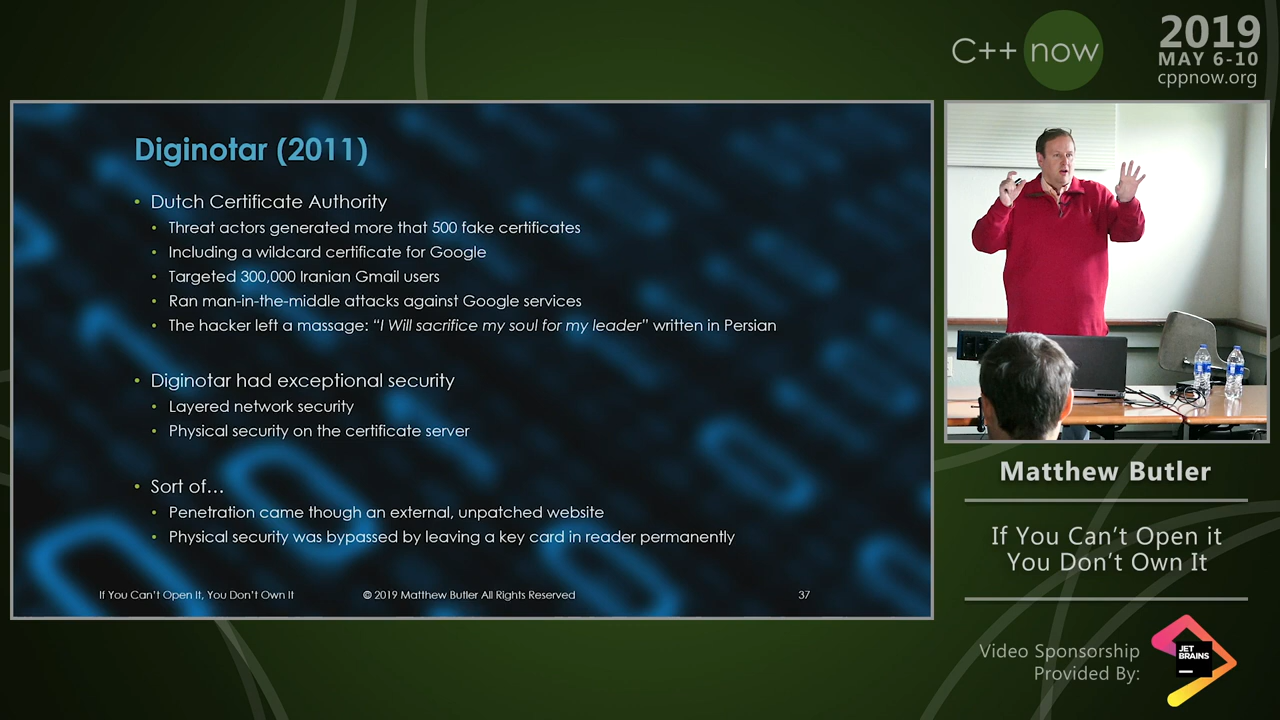 C++ now
2019
MAY 6-10
cppnow.org
Diginotar (2011)
• Dutch Certificate Authority
• Threat actors generated more that 500 fake certificates
• Including a wildcard certificate for Google
• Targeted 300,000 Iranian Gmail users
• Ran man-in-the-middle attacks against Google services
• The hacker left a massage: “I Will sacrifice my soul for my leader” written in Persian
• Diginotar had exceptional security
• Layered network security
• Physical security on the certificate server
• Sort of…
• Penetration came though an external, unpatched website
• Physical security was bypassed by leaving a key card in reader permanently
If You Can’t Open It, You Don’t Own It
© 2019 Matthew Butler All Rights Reserved
37
Matthew Butler
If You Can’t Open it
You Don’t Own It
Video Sponsorship
Provided By:
JET
BRAINS